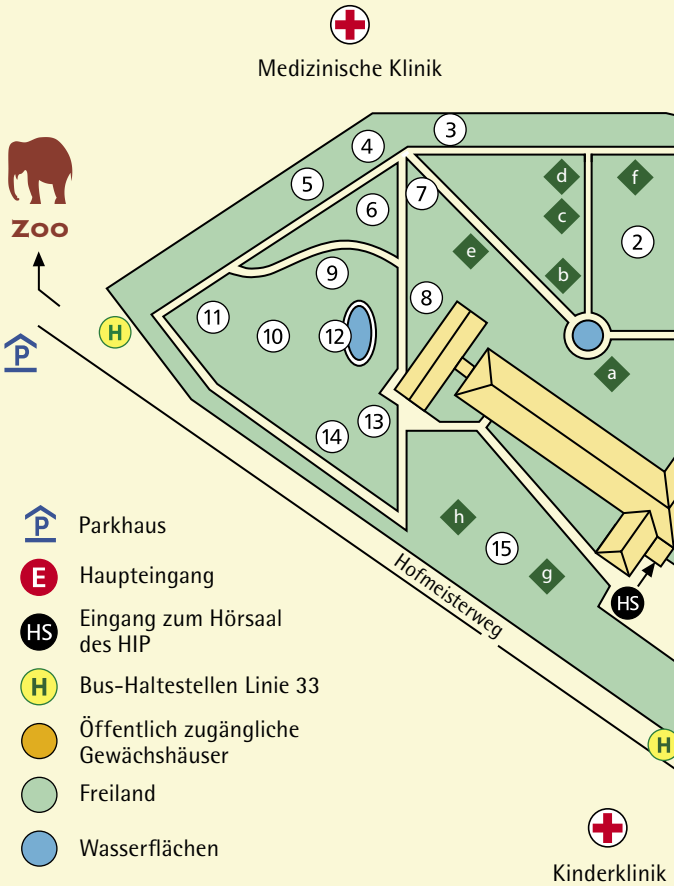 Medizinische Klinik
3
4
5
d
f
Zoo
6
7
c
2
e
9
b
8
11
H
10
12
P
a
13
14
h
P Parkhaus
15
g
E Haupteingang
Hofmeisterweg
HS
HS Eingang zum Hörsaal
des HIP
H Bus-Haltestellen Linie 33
Öffentlich zugängliche
Gewächshäuser
H
Freiland
Wasserflächen
Kinderklinik